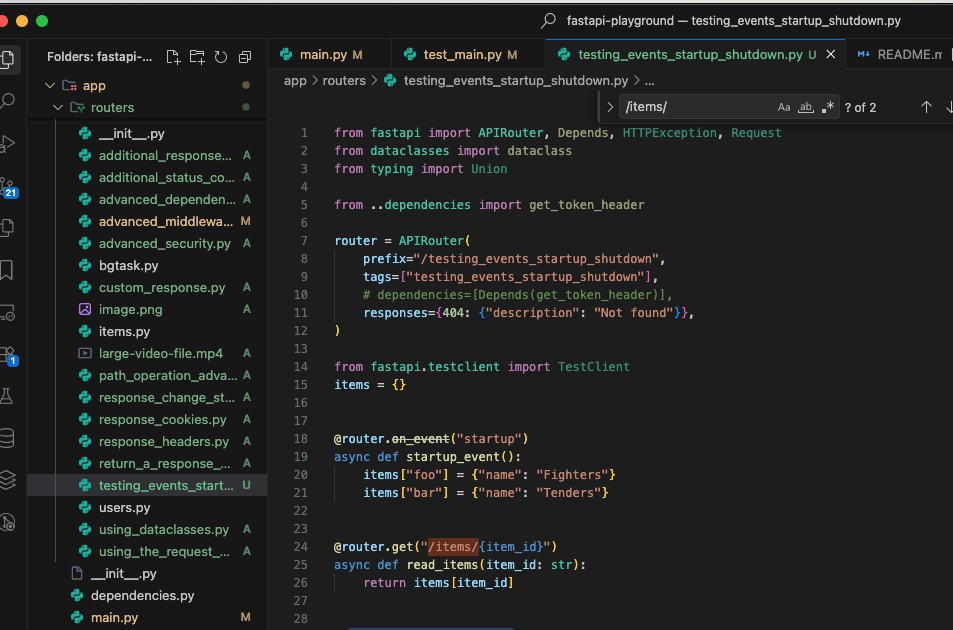 fastapi-playground — testing_events_startup_shutdown.py
Folders: fastapi-...
app
routers
__init__.py
additional_response... A
additional_status_co... A
advanced_dependen... A
advanced_middlewa... M
advanced_security.py A
bgtask.py
custom_response.py A
image.png A
items.py
large-video-file.mp4 A
path_operation_adva... A
response_change_st... A
response_cookies.py A
response_headers.py A
return_a_response_... A
testing_events_start... U
users.py
using_dataclasses.py A
using_the_request_... A
__init__.py
dependencies.py
main.py M
21
1
main.py M
test_main.py M
testing_events_startup_shutdown.py U
README.m
app > routers > testing_events_startup_shutdown.py > ...
/items/ Aa ab .* ? of 2
1 from fastapi import APIRouter, Depends, HTTPException, Request
2 from dataclasses import dataclass
3 from typing import Union
4
5 from ..dependencies import get_token_header
6
7 router = APIRouter(
8     prefix="/testing_events_startup_shutdown",
9     tags=["testing_events_startup_shutdown"],
10     # dependencies=[Depends(get_token_header)],
11     responses={404: {"description": "Not found"}},
12 )
13
14 from fastapi.testclient import TestClient
15 items = {}
16
17
18 @router.on_event("startup")
19 async def startup_event():
20     items["foo"] = {"name": "Fighters"}
21     items["bar"] = {"name": "Tenders"}
22
23
24 @router.get("/items/{item_id}")
25 async def read_items(item_id: str):
26     return items[item_id]
27
28